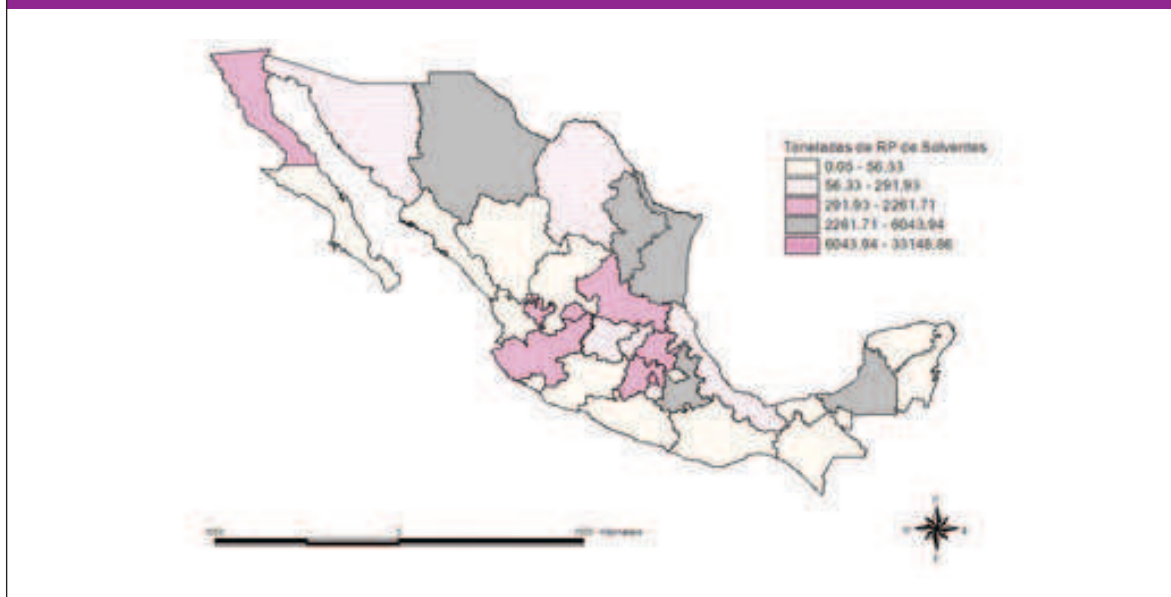 Toneladas de RP de Solventes
0.05 - 56.33
56.33 - 291.93
291.93 - 2261.71
2261.71 - 6043.94
6043.94 - 33148.86